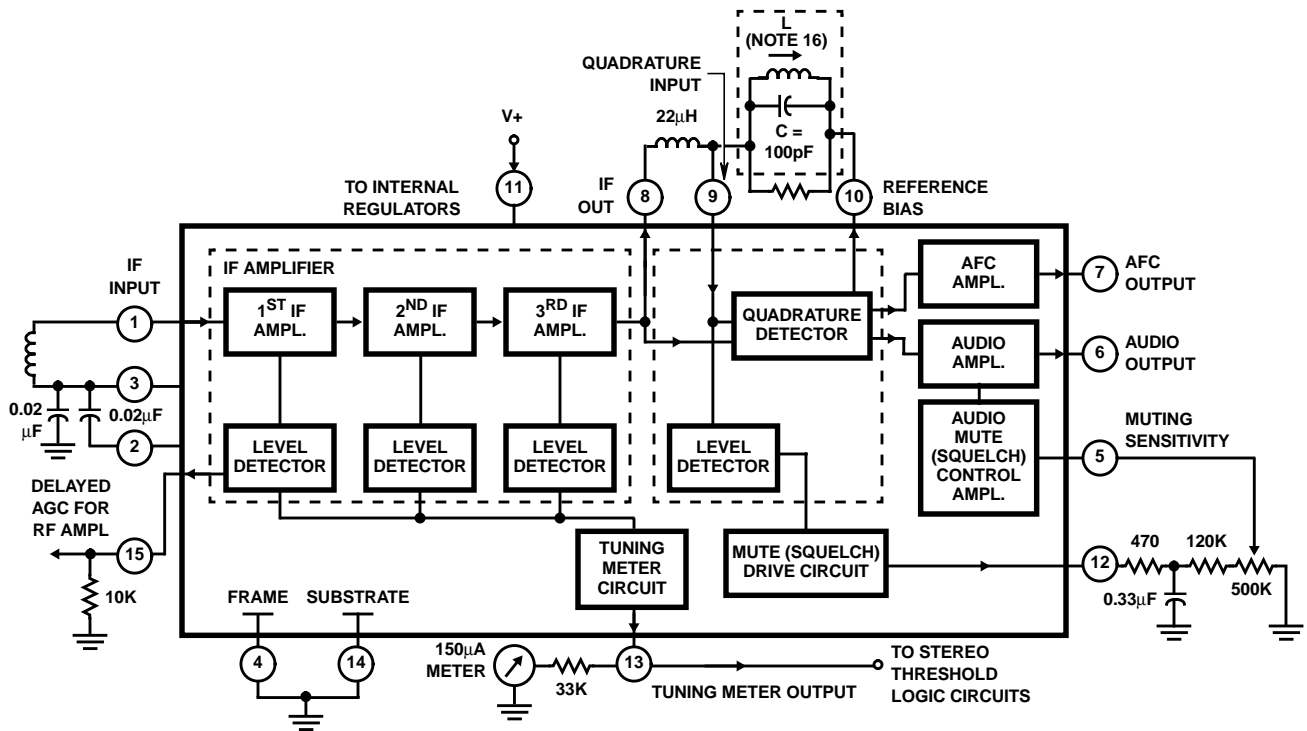 L
(NOTE 16)
QUADRATURE
INPUT
22μH
C =
100pF
V+
11
TO INTERNAL
REGULATORS
IF
OUT
8
9
10
REFERENCE
BIAS
IF
INPUT
1
3
2
0.02
μF
0.02μF
IF AMPLIFIER
1ST IF
AMPL.
2ND IF
AMPL.
3RD IF
AMPL.
QUADRATURE
DETECTOR
AFC
AMPL.
7
AFC
OUTPUT
AUDIO
AMPL.
6
AUDIO
OUTPUT
LEVEL
DETECTOR
LEVEL
DETECTOR
LEVEL
DETECTOR
LEVEL
DETECTOR
AUDIO
MUTE
(SQUELCH)
CONTROL
AMPL.
MUTING
SENSITIVITY
5
DELAYED
AGC FOR
RF AMPL
15
10K
TUNING
METER
CIRCUIT
MUTE (SQUELCH)
DRIVE CIRCUIT
12
470
120K
0.33μF
500K
FRAME
SUBSTRATE
4
14
150μA
METER
33K
13
TUNING METER OUTPUT
TO STEREO
THRESHOLD
LOGIC CIRCUITS